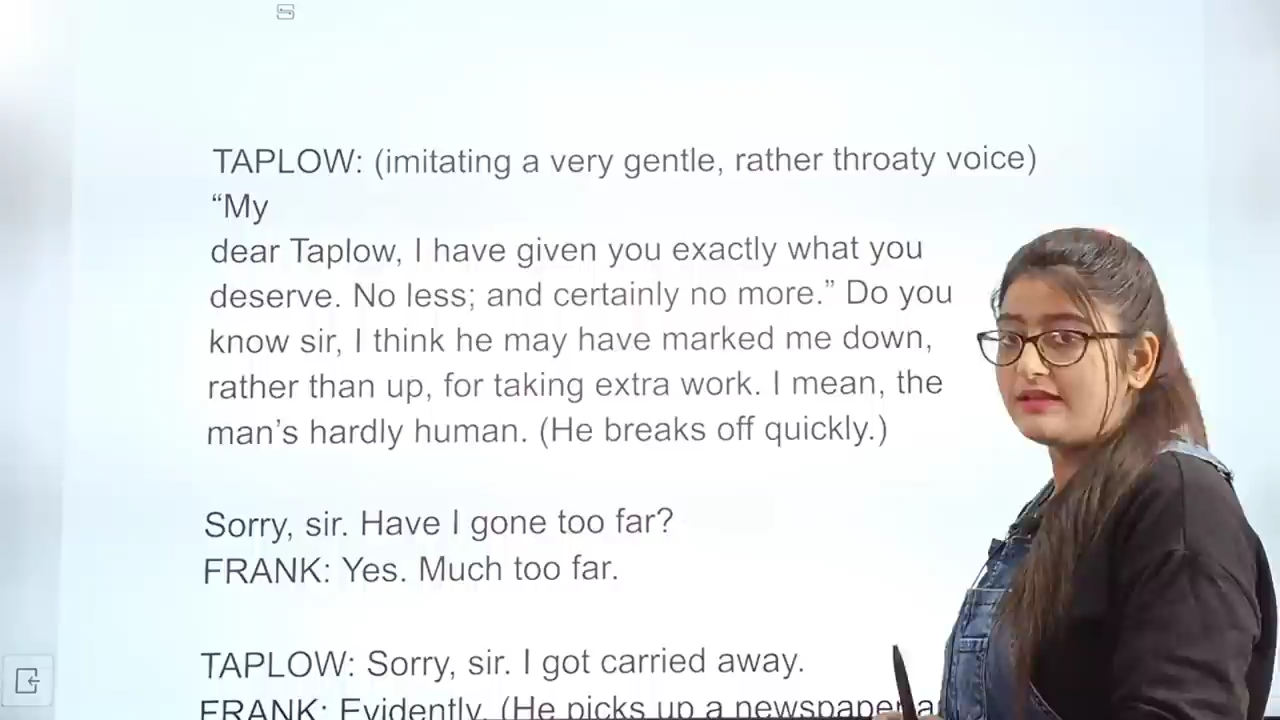 TAPLOW: (imitating a very gentle, rather throaty voice)
“My
dear Taplow, I have given you exactly what you
deserve. No less; and certainly no more.” Do you
know sir, I think he may have marked me down,
rather than up, for taking extra work. I mean, the
man’s hardly human. (He breaks off quickly.)
Sorry, sir. Have I gone too far?
FRANK: Yes. Much too far.
TAPLOW: Sorry, sir. I got carried away.
FRANK: Evidently. (He picks up a newspaper